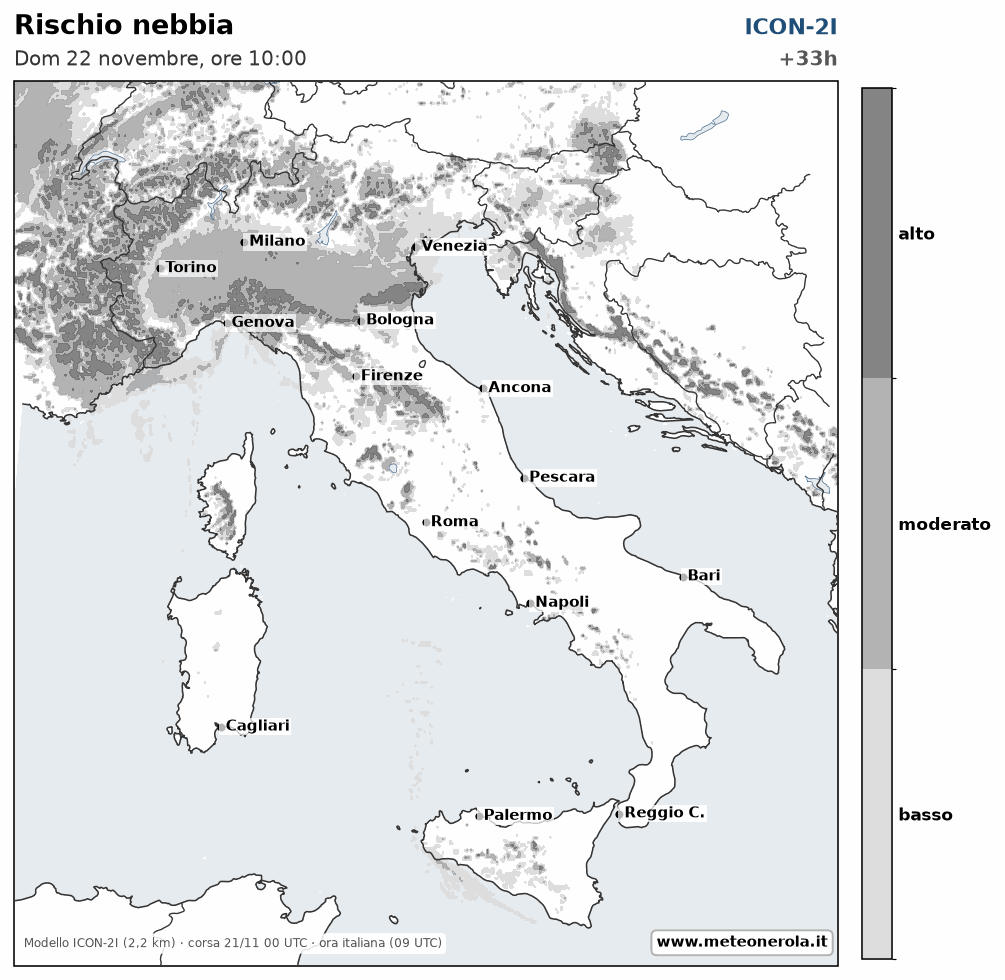 Rischio nebbia
ICON-2I
Dom 22 novembre, ore 10:00
+33h
Milano
Venezia
Torino
Genova
Bologna
Firenze
Ancona
Pescara
Roma
Bari
Napoli
Cagliari
Palermo
Reggio C.
alto
moderato
basso
Modello ICON-2I (2,2 km) · corsa 21/11 00 UTC · ora italiana (09 UTC)
www.meteonerola.it